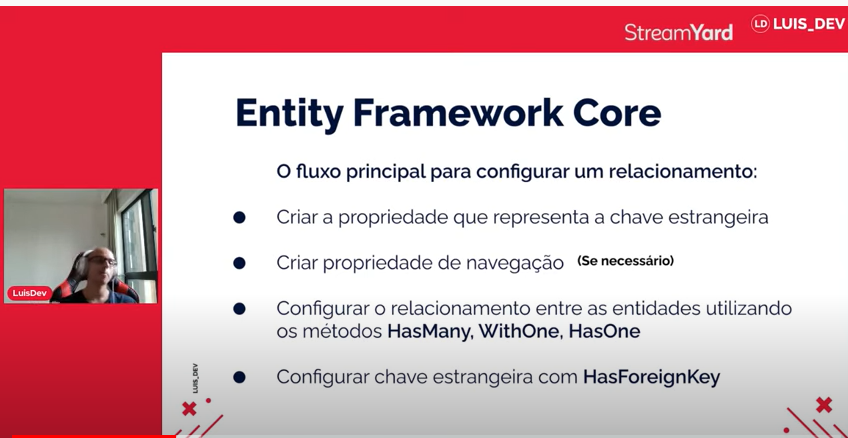 StreamYard
LD LUIS_DEV
Entity Framework Core
O fluxo principal para configurar um relacionamento:
Criar a propriedade que representa a chave estrangeira
Criar propriedade de navegação (Se necessário)
Configurar o relacionamento entre as entidades utilizando
os métodos HasMany, WithOne, HasOne
Configurar chave estrangeira com HasForeignKey
LuisDev
LUIS_DEV